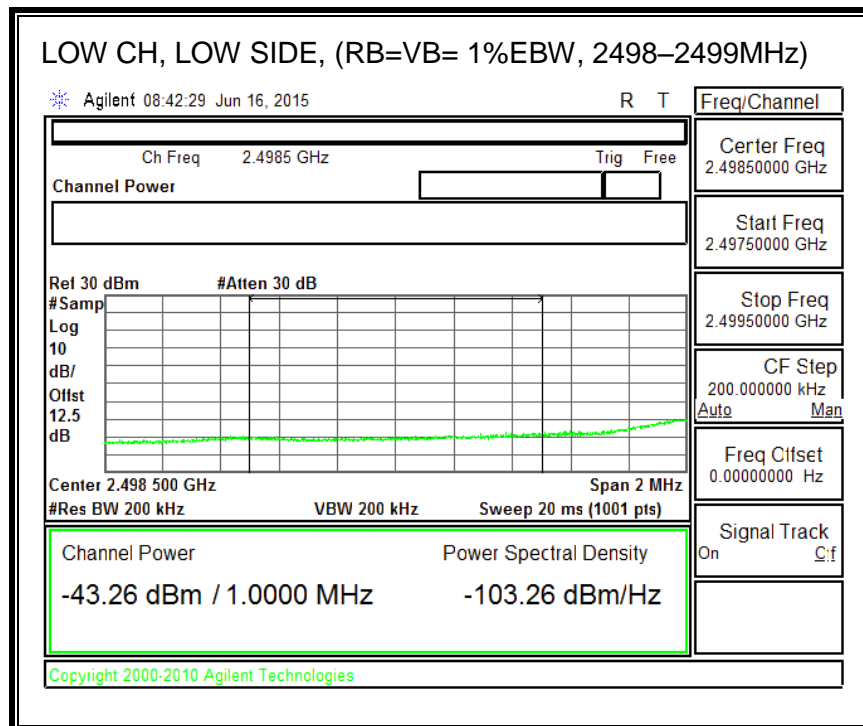 LOW CH, LOW SIDE, (RB=VB= 1%EBW, 2498–2499MHz)
Agilent 08:42:29 Jun 16, 2015 R T
Freq/Channel
Ch Freq 2.4985 GHz Trig Free
Channel Power
Center Freq
2.49850000 GHz
Start Freq
2.49750000 GHz
Stop Freq
2.49950000 GHz
CF Step
200.000000 kHz
Auto Man
Freq Offset
0.00000000 Hz
Signal Track
On Off
Ref 30 dBm #Atten 30 dB
#Samp
Log
10
dB/
Offst
12.5
dB
Center 2.498 500 GHz Span 2 MHz
#Res BW 200 kHz VBW 200 kHz Sweep 20 ms (1001 pts)
Channel Power Power Spectral Density
-43.26 dBm / 1.0000 MHz -103.26 dBm/Hz
Copyright 2000-2010 Agilent Technologies